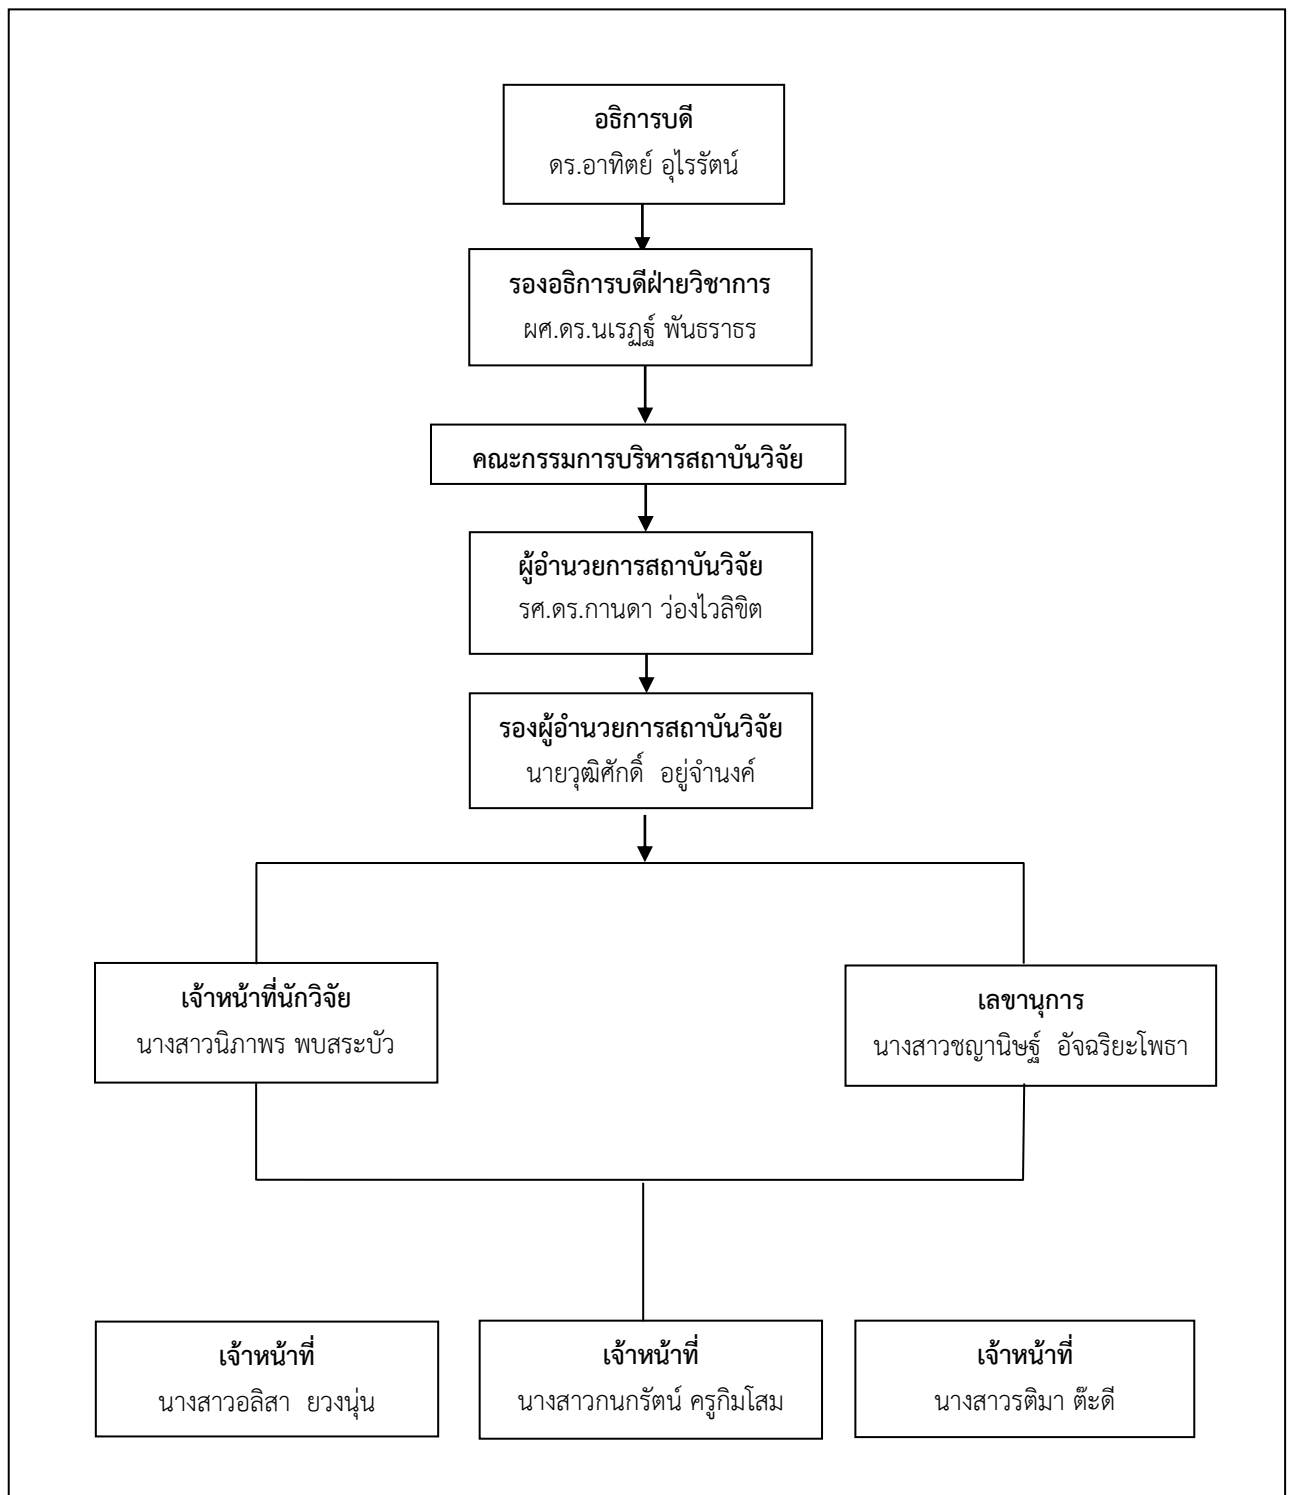 อธิการบดี
ดร.อาทิตย์ อุไรรัตน์
รองอธิการบดีฝ่ายวิชาการ
ผศ.ดร.นเรฏฐ์ พันธราธร
คณะกรรมการบริหารสถาบันวิจัย
ผู้อำนวยการสถาบันวิจัย
รศ.ดร.กานดา ว่องไวลิขิต
รองผู้อำนวยการสถาบันวิจัย
นายวุฒิศักดิ์ อยู่จำนงค์
เจ้าหน้าที่นักวิจัย
นางสาวนิภาพร พบสระบัว
เลขานุการ
นางสาวชญานิษฐ์ อัจฉริยะโพธา
เจ้าหน้าที่
นางสาวอลิสา ยวงนุ่น
เจ้าหน้าที่
นางสาวกนกรัตน์ ครูกิมโสม
เจ้าหน้าที่
นางสาวรติมา ต๊ะดี